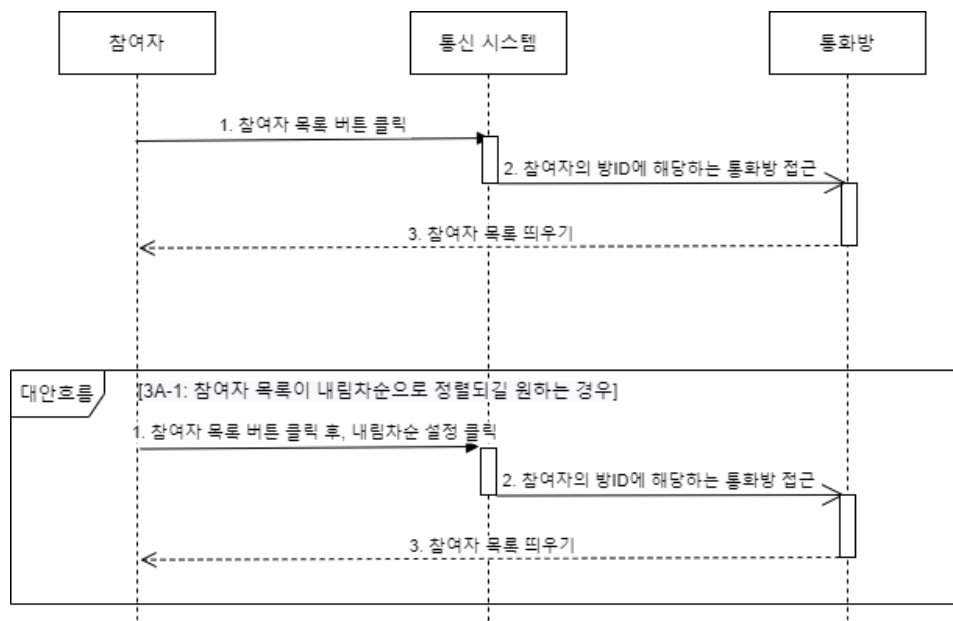 참여자
통신 시스템
통화방
1. 참여자 목록 버튼 클릭
2. 참여자의 방ID에 해당하는 통화방 접근
3. 참여자 목록 띄우기
대안흐름
[3A-1: 참여자 목록이 내림차순으로 정렬되길 원하는 경우]
1. 참여자 목록 버튼 클릭 후, 내림차순 설정 클릭
2. 참여자의 방ID에 해당하는 통화방 접근
3. 참여자 목록 띄우기